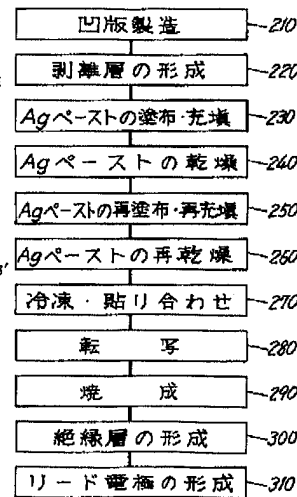 凹版製造 210
剥離層の形成 220
Agペーストの塗布・充填 230
Agペーストの乾燥 240
Agペーストの再塗布・再充填 250
Agペーストの再乾燥 260
冷凍・貼り合わせ 270
転写 280
焼成 290
絶縁層の形成 300
リード電極の形成 310